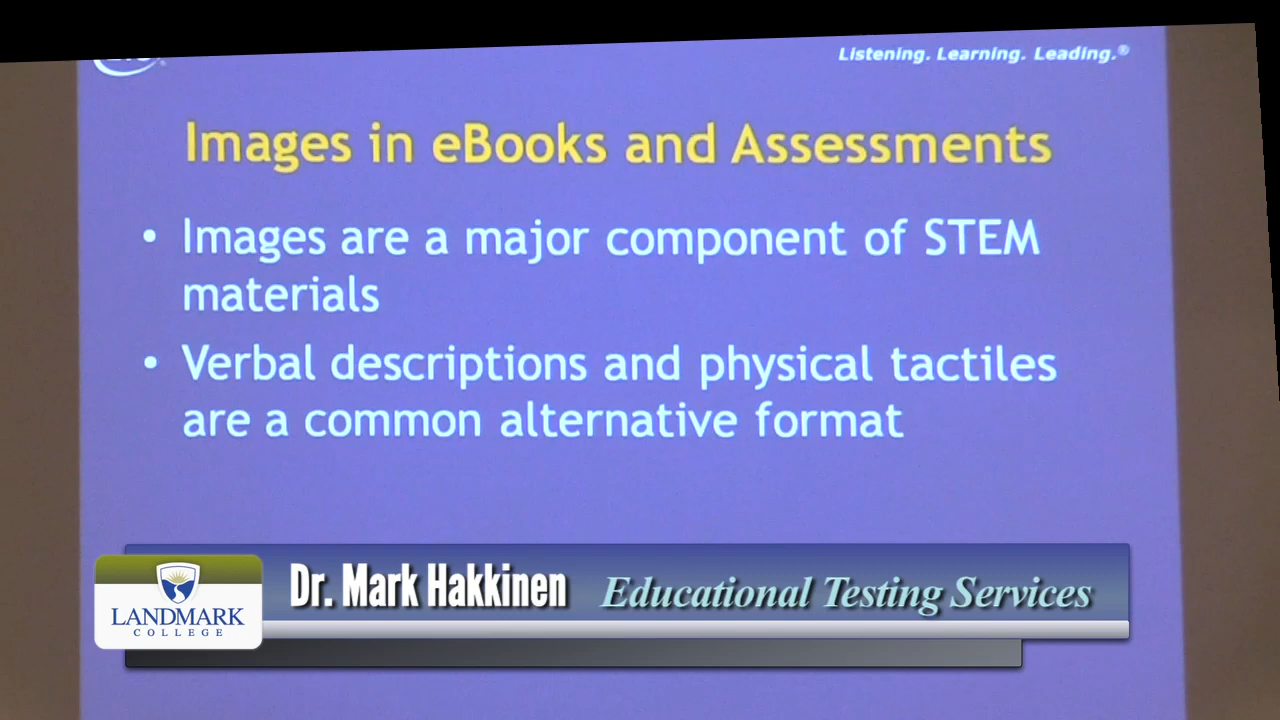 Listening. Learning. Leading.®
Images in eBooks and Assessments
• Images are a major component of STEM
materials
• Verbal descriptions and physical tactiles
are a common alternative format
Dr. Mark Hakkinen Educational Testing Services
LANDMARK
COLLEGE